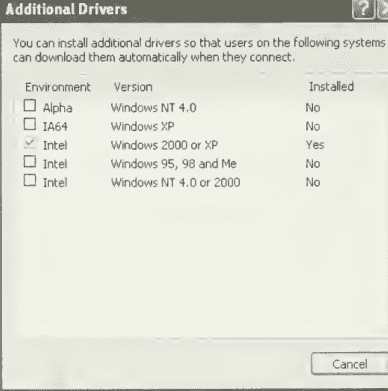 Additional Drivers
You can install additional drivers so that users on the following systems
can download them automatically when they connect.
Environment Version Installed
Alpha Windows NT 4.0 No
IA64 Windows XP No
Intel Windows 2000 or XP Yes
Intel Windows 95, 98 and Me No
Intel Windows NT 4.0 or 2000 No
Cancel